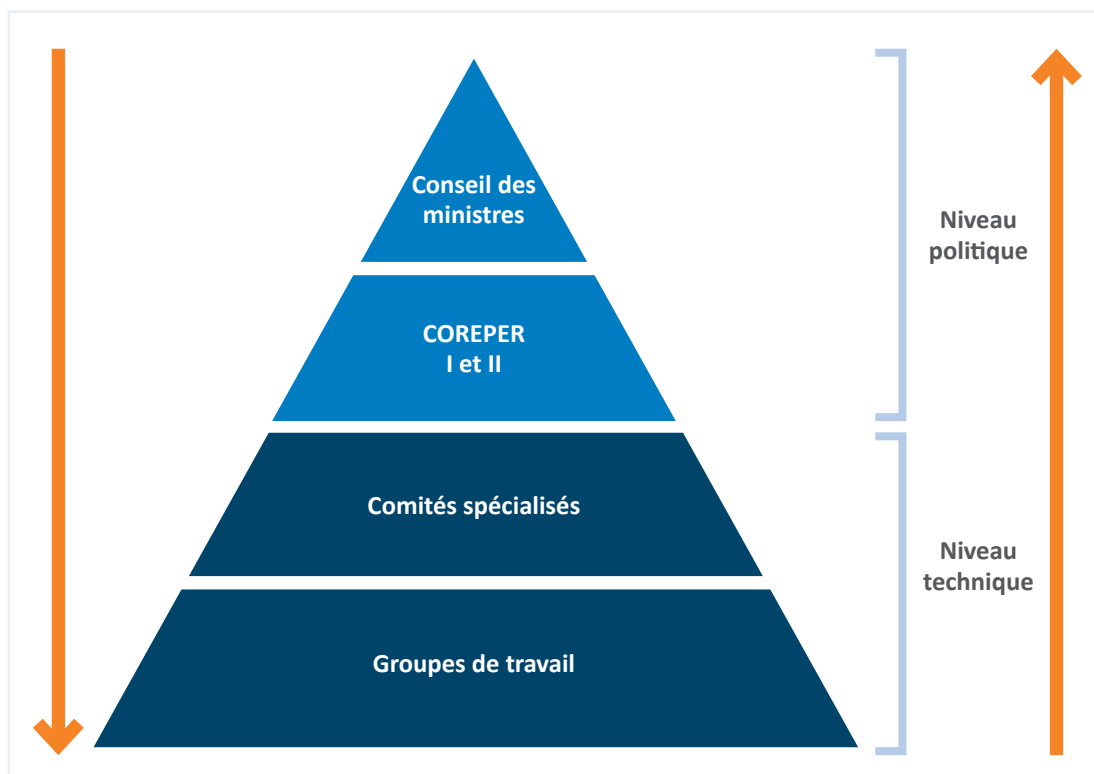 Conseil des
ministres
Niveau
politique
COREPER
I et II
Comités spécialisés
Niveau
technique
Groupes de travail